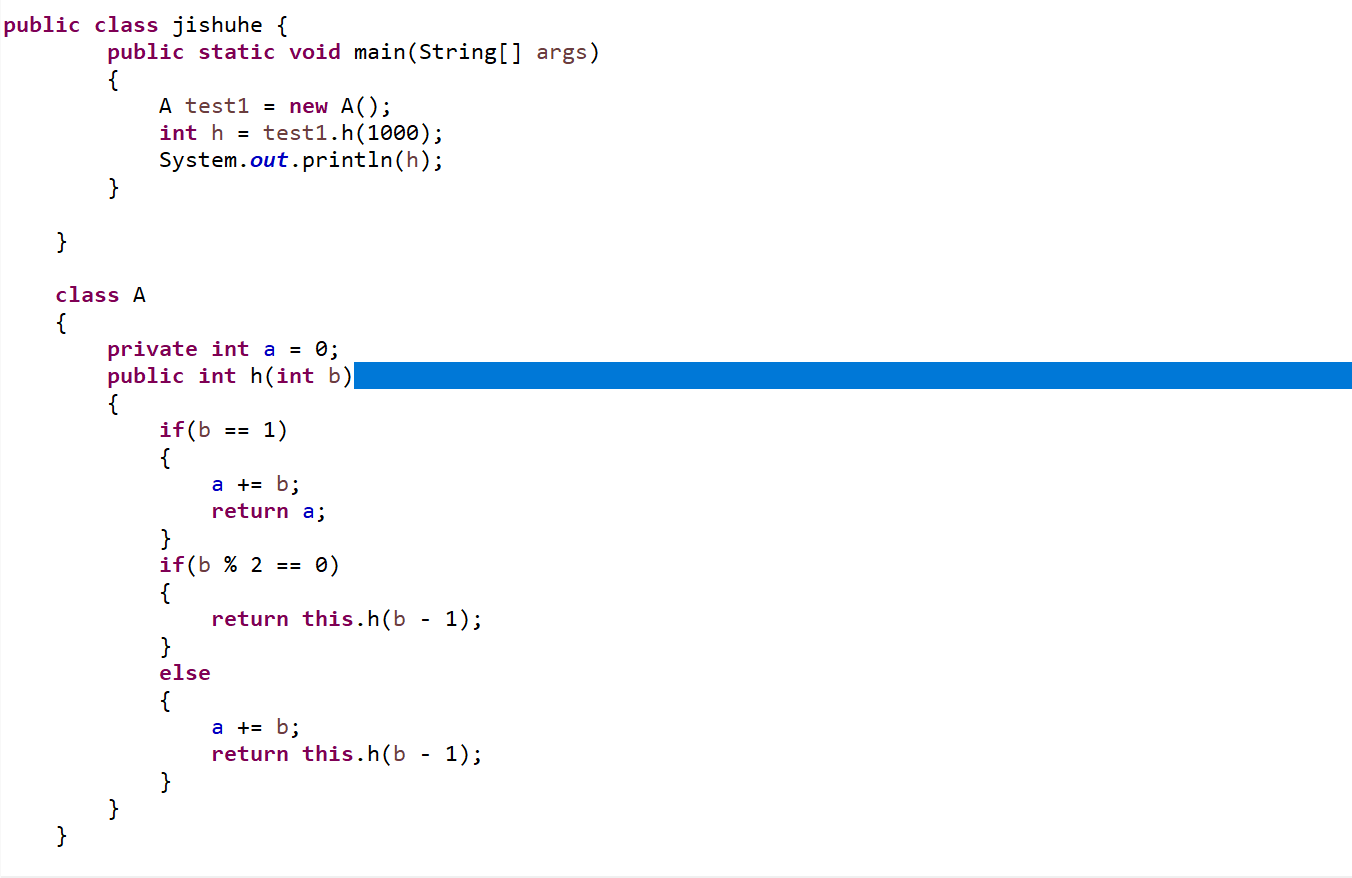 public class jishuhe {
public static void main(String[] args)
{
A test1 = new A();
int h = test1.h(1000);
System.out.println(h);
}
}
class A
{
private int a = 0;
public int h(int b)
{
if(b == 1)
{
a += b;
return a;
}
if(b % 2 == 0)
{
return this.h(b - 1);
}
else
{
a += b;
return this.h(b - 1);
}
}
}